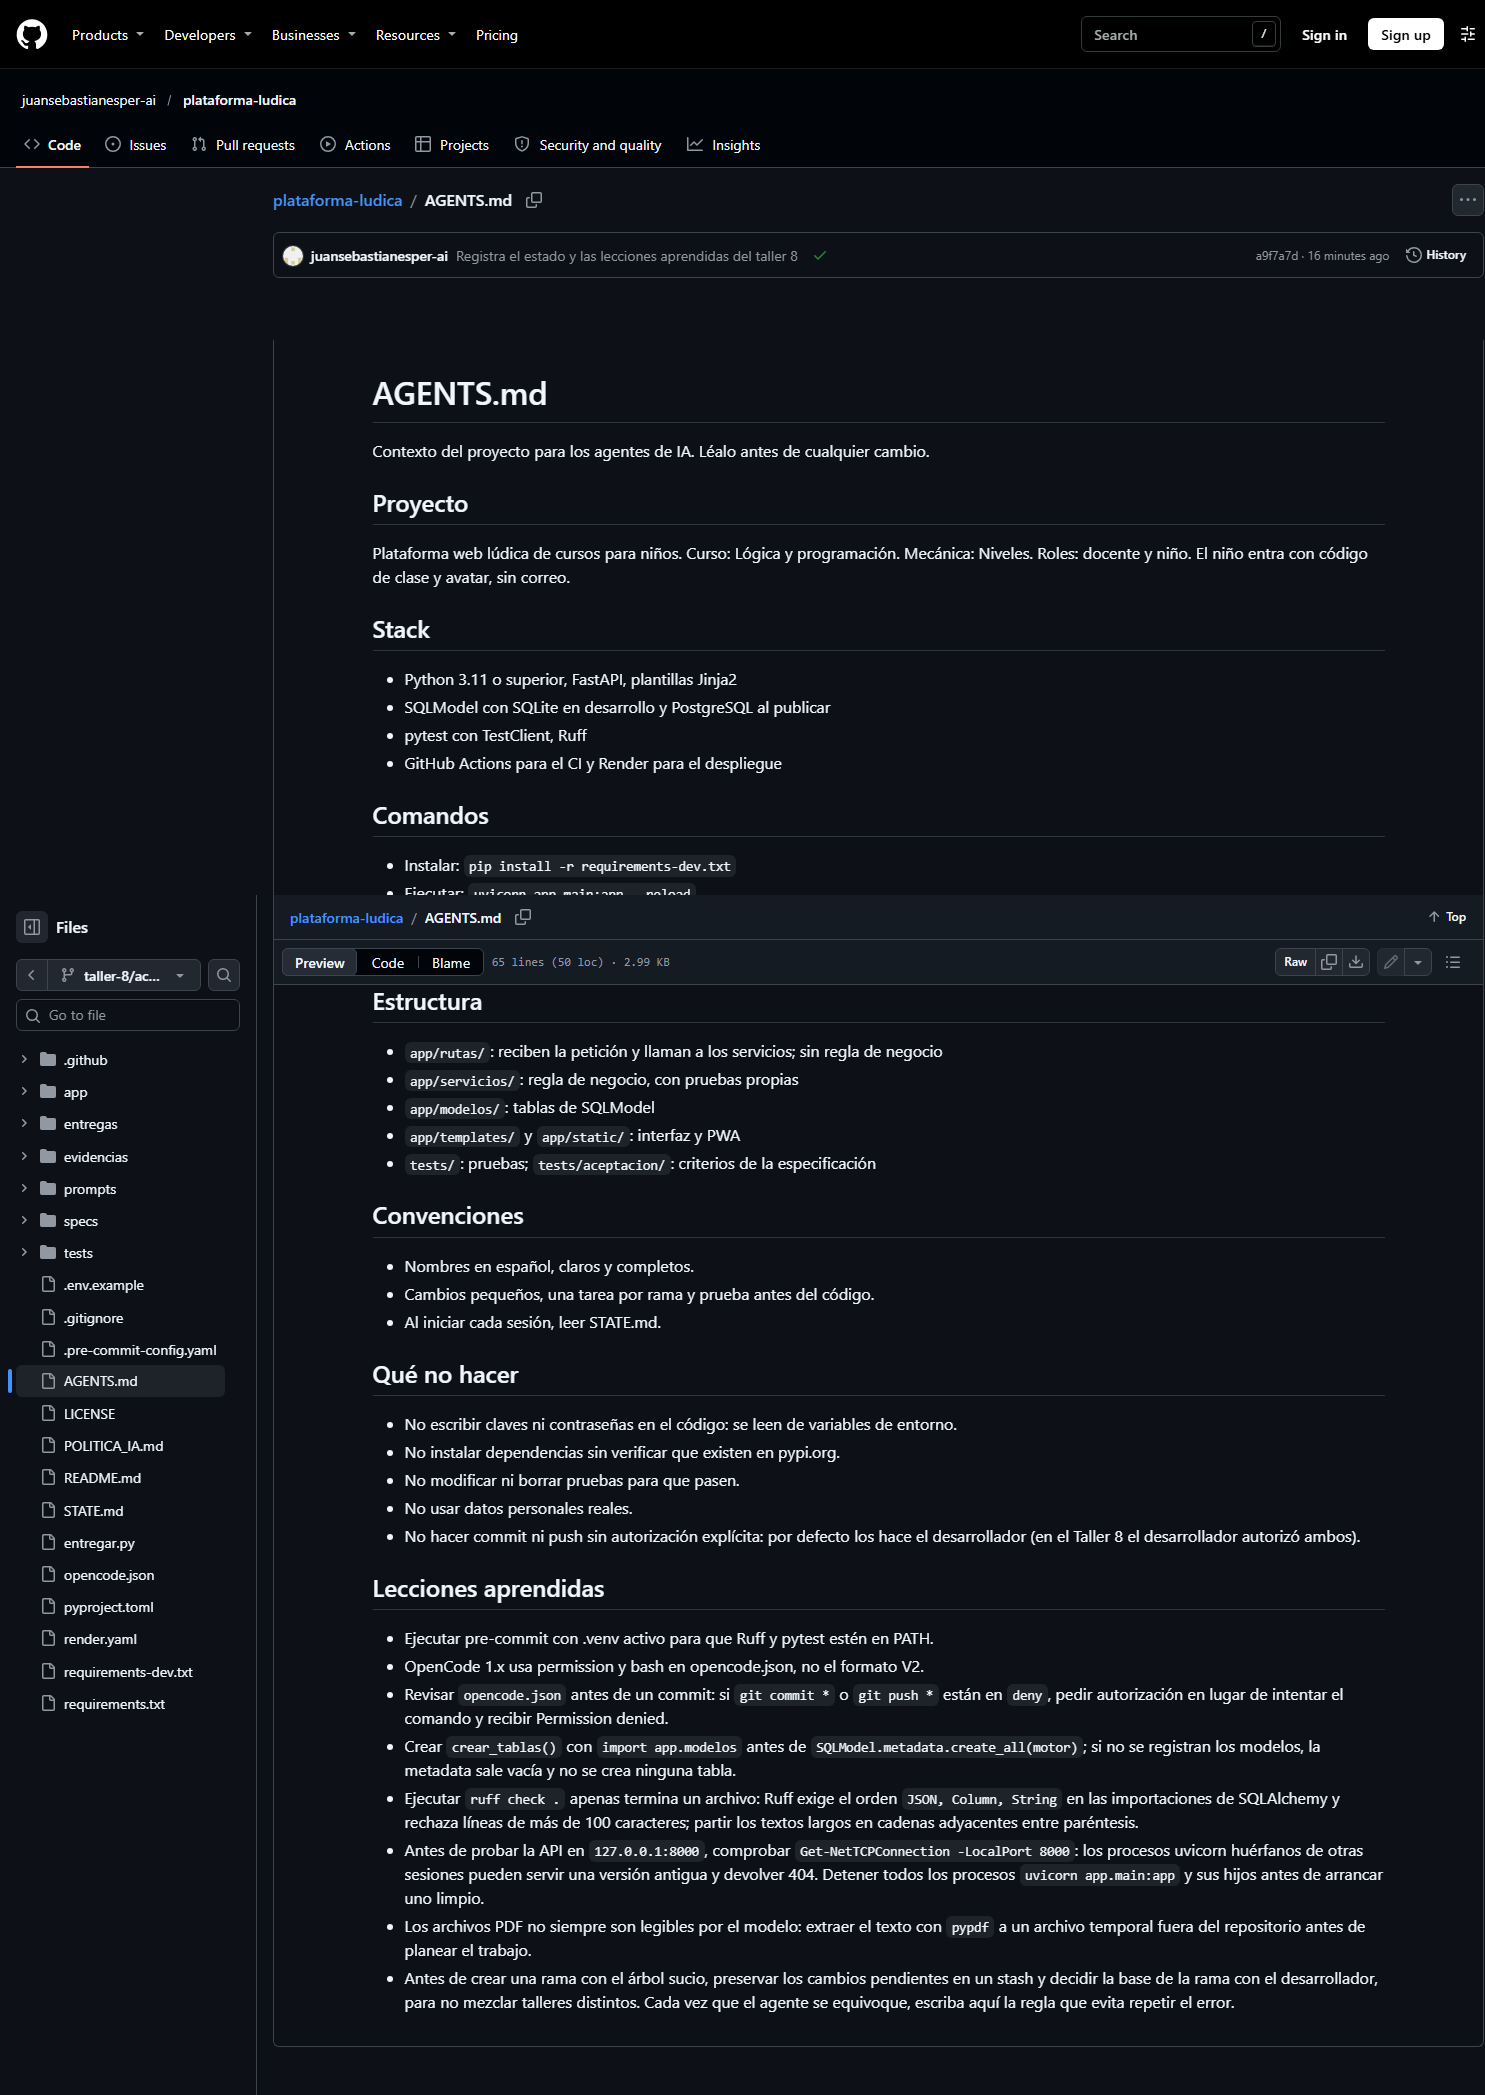 Products
Developers
Businesses
Resources
Pricing
Search
/
Sign in
Sign up
juansebastianesper-ai / plataforma-ludica
Code
Issues
Pull requests
Actions
Projects
Security and quality
Insights
plataforma-ludica / AGENTS.md
juansebastianesper-ai Registra el estado y las lecciones aprendidas del taller 8
a9f7a7d · 16 minutes ago
History
AGENTS.md
Contexto del proyecto para los agentes de IA. Léalo antes de cualquier cambio.
Proyecto
Plataforma web lúdica de cursos para niños. Curso: Lógica y programación. Mecánica: Niveles. Roles: docente y niño. El niño entra con código
de clase y avatar, sin correo.
Stack
Python 3.11 o superior, FastAPI, plantillas Jinja2
SQLModel con SQLite en desarrollo y PostgreSQL al publicar
pytest con TestClient, Ruff
GitHub Actions para el CI y Render para el despliegue
Comandos
Instalar: pip install -r requirements-dev.txt
Ejecutar: uvicorn app.main:app --reload
Files
taller-8/ac...
Go to file
.github
app
entregas
evidencias
prompts
specs
tests
.env.example
.gitignore
.pre-commit-config.yaml
AGENTS.md
LICENSE
POLITICA_IA.md
README.md
STATE.md
entregar.py
opencode.json
pyproject.toml
render.yaml
requirements-dev.txt
requirements.txt
plataforma-ludica / AGENTS.md
Top
Preview
Code
Blame
65 lines (50 loc) · 2.99 KB
Raw
Estructura
app/rutas/ : reciben la petición y llaman a los servicios; sin regla de negocio
app/servicios/ : regla de negocio, con pruebas propias
app/modelos/ : tablas de SQLModel
app/templates/ y app/static/ : interfaz y PWA
tests/ : pruebas; tests/aceptacion/ : criterios de la especificación
Convenciones
Nombres en español, claros y completos.
Cambios pequeños, una tarea por rama y prueba antes del código.
Al iniciar cada sesión, leer STATE.md.
Qué no hacer
No escribir claves ni contraseñas en el código: se leen de variables de entorno.
No instalar dependencias sin verificar que existen en pypi.org.
No modificar ni borrar pruebas para que pasen.
No usar datos personales reales.
No hacer commit ni push sin autorización explícita: por defecto los hace el desarrollador (en el Taller 8 el desarrollador autorizó ambos).
Lecciones aprendidas
Ejecutar pre-commit con .venv activo para que Ruff y pytest estén en PATH.
OpenCode 1.x usa permission y bash en opencode.json, no el formato V2.
Revisar opencode.json antes de un commit: si git commit * o git push * están en deny , pedir autorización en lugar de intentar el
comando y recibir Permission denied.
Crear crear_tablas() con import app.modelos antes de SQLModel.metadata.create_all(motor) ; si no se registran los modelos, la
metadata sale vacía y no se crea ninguna tabla.
Ejecutar ruff check . apenas termina un archivo: Ruff exige el orden JSON, Column, String en las importaciones de SQLAlchemy y
rechaza líneas de más de 100 caracteres; partir los textos largos en cadenas adyacentes entre paréntesis.
Antes de probar la API en 127.0.0.1:8000 , comprobar Get-NetTCPConnection -LocalPort 8000 : los procesos uvicorn huérfanos de otras
sesiones pueden servir una versión antigua y devolver 404. Detener todos los procesos uvicorn app.main:app y sus hijos antes de arrancar
uno limpio.
Los archivos PDF no siempre son legibles por el modelo: extraer el texto con pypdf a un archivo temporal fuera del repositorio antes de
planear el trabajo.
Antes de crear una rama con el árbol sucio, preservar los cambios pendientes en un stash y decidir la base de la rama con el desarrollador,
para no mezclar talleres distintos. Cada vez que el agente se equivoque, escriba aquí la regla que evita repetir el error.